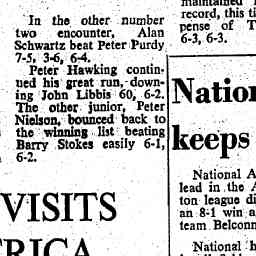 In the other number
two encounter, Alan
Schwartz beat Peter Purdy
7-5, 3-6, 6-4.
Peter Hawking contin-
ued his great run, down-
ing John Libbis 60, 6-2.
The other junior, Peter
Nielson, bounced back to
the winning list beating
Barry Stokes easily 6-1,
6-2.
VISITS
RICA
maintained
record, this ti
pense of T
6-3, 6-3.
Nation
keeps
National A
lead in the A
ton league di
an 8-1 win a
team Belconn
National h